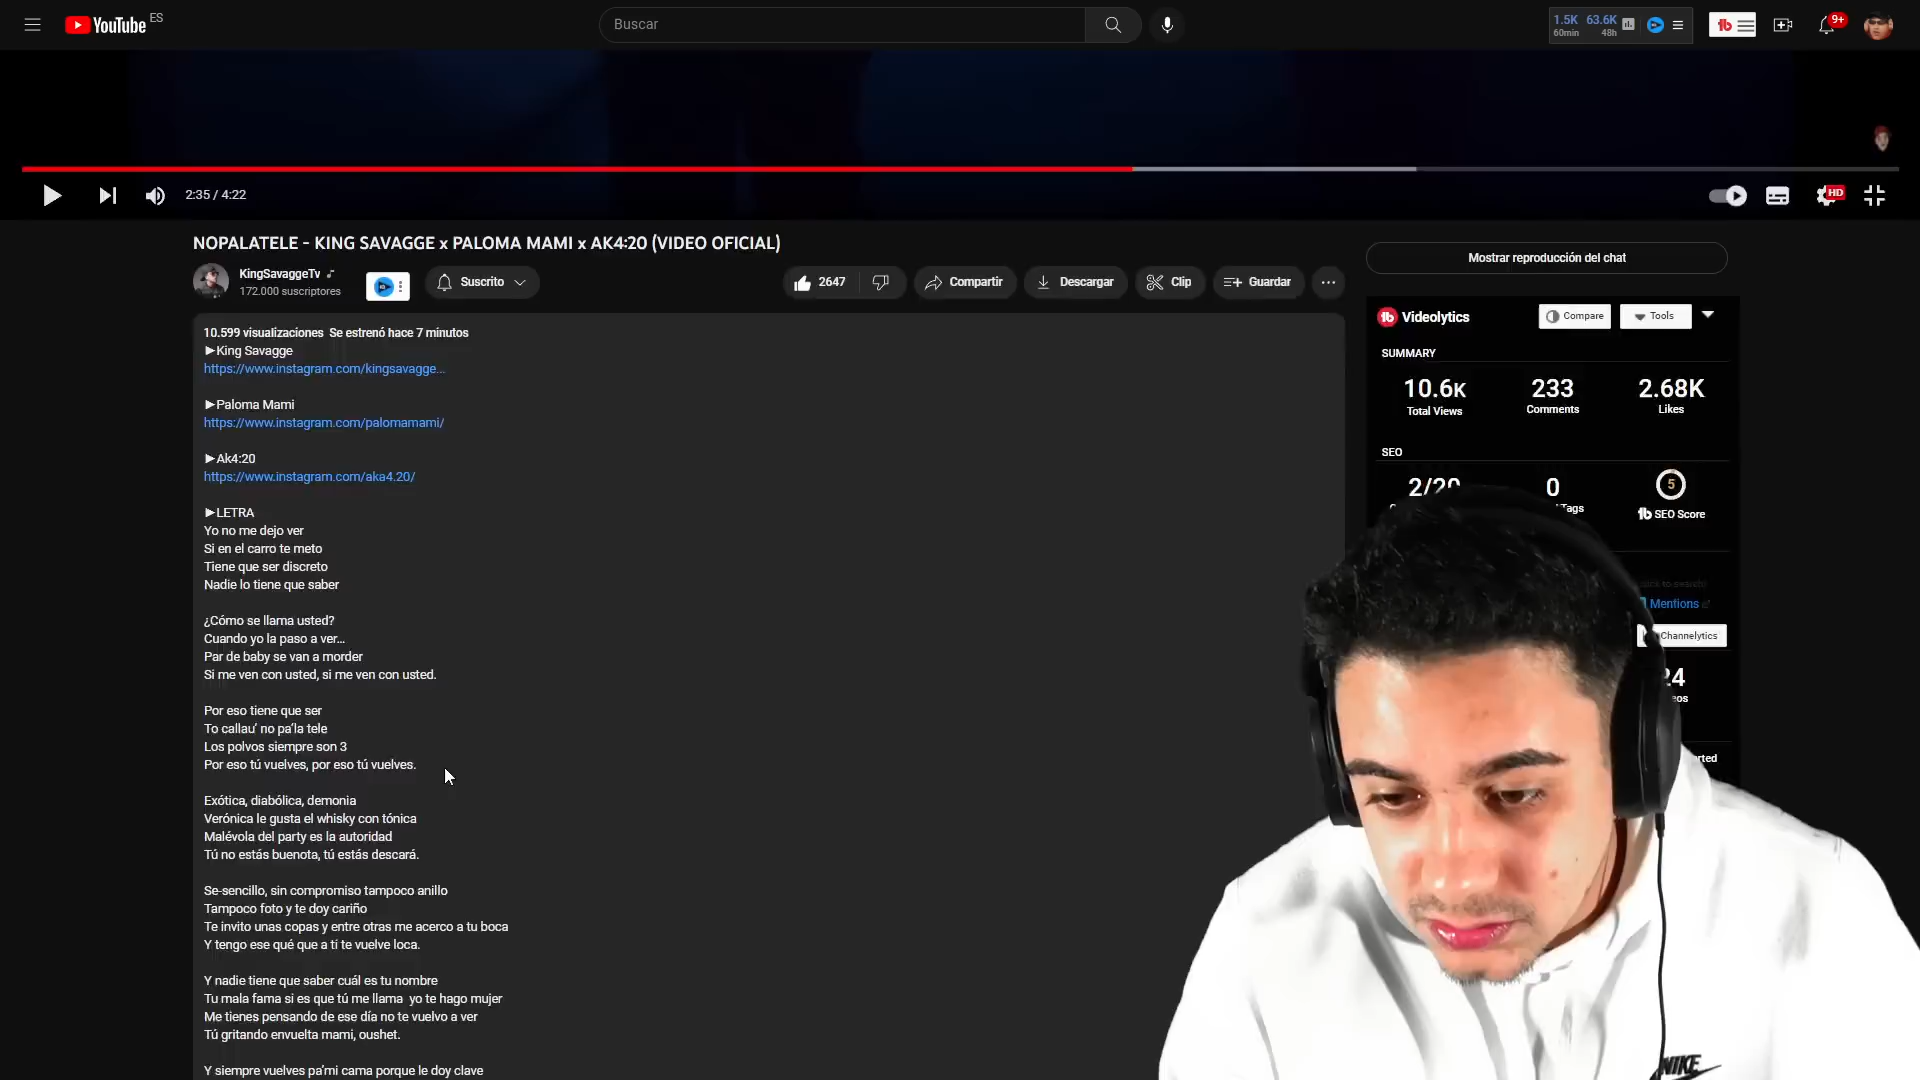 YouTube ES
Buscar
1.5K 63.6K
60min 48h
9+
2:35 / 4:22
HD
NOPALATELE - KING SAVAGGE x PALOMA MAMI x AK4:20 (VIDEO OFICIAL)
KingSavaggeTv
172.000 suscriptores
Suscrito
2647
Compartir
Descargar
Clip
Guardar
10.599 visualizaciones Se estrenó hace 7 minutos
►King Savagge
https://www.instagram.com/kingsavagge...
►Paloma Mami
https://www.instagram.com/palomamami/
►Ak4:20
https://www.instagram.com/aka4.20/
►LETRA
Yo no me dejo ver
Si en el carro te meto
Tiene que ser discreto
Nadie lo tiene que saber
¿Cómo se llama usted?
Cuando yo la paso a ver...
Par de baby se van a morder
Si me ven con usted, si me ven con usted.
Por eso tiene que ser
To callau' no pa'la tele
Los polvos siempre son 3
Por eso tú vuelves, por eso tú vuelves.
Exótica, diabólica, demonia
Verónica le gusta el whisky con tónica
Malévola del party es la autoridad
Tú no estás buenota, tú estás descará.
Se-sencillo, sin compromiso tampoco anillo
Tampoco foto y te doy cariño
Te invito unas copas y entre otras me acerco a tu boca
Y tengo ese qué que a tí te vuelve loca.
Y nadie tiene que saber cuál es tu nombre
Tu mala fama si es que tú me llama  yo te hago mujer
Me tienes pensando de ese día no te vuelvo a ver
Tú gritando envuelta mami, oushet.
Y siempre vuelves pa'mi cama porque le doy clave
Mostrar reproducción del chat
Videolytics
Compare
Tools
SUMMARY
10.6K 233 2.68K
Total Views Comments Likes
SEO
2/20 0 5
Tags SEO Score
Mentions
Channelytics
NIKE